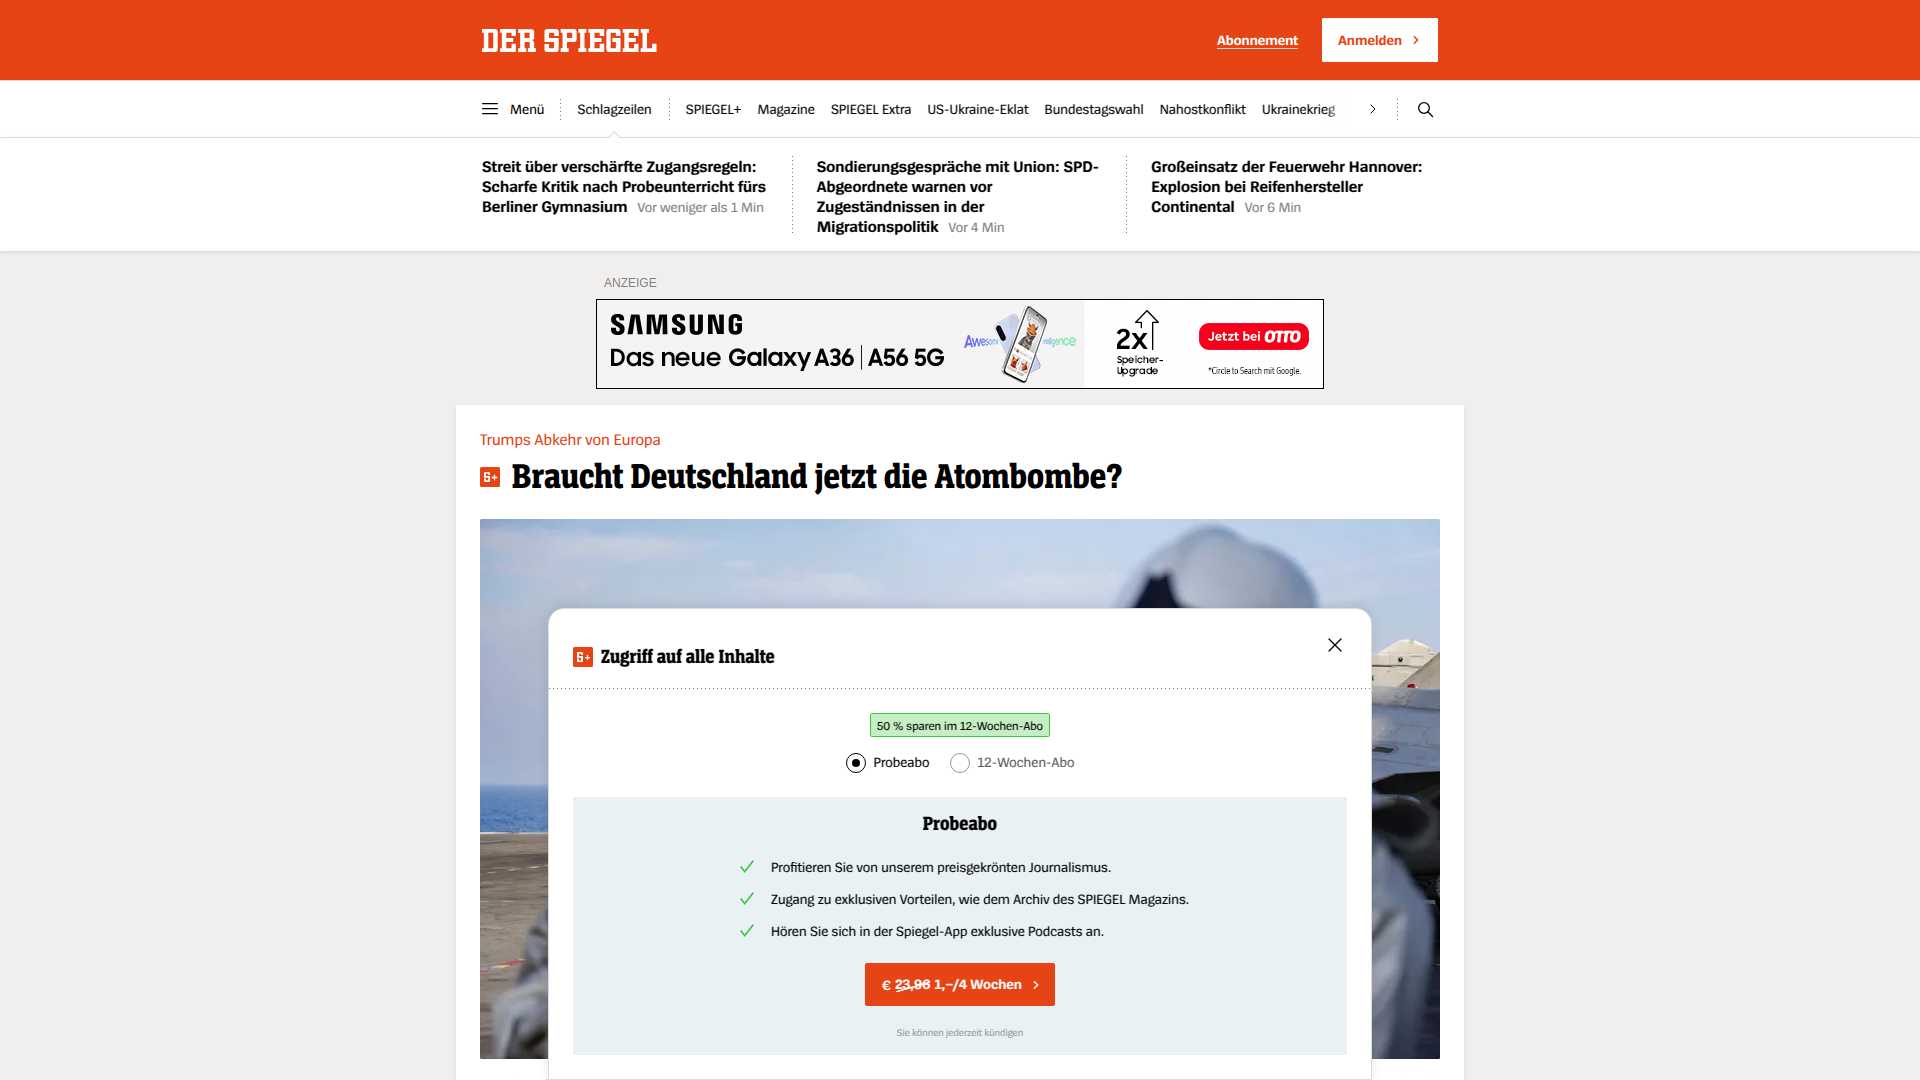 DER SPIEGEL
Abonnement
Anmelden
Menü
Schlagzeilen
SPIEGEL+
Magazine
SPIEGEL Extra
US-Ukraine-Eklat
Bundestagswahl
Nahostkonflikt
Ukrainekrieg
Streit über verschärfte Zugangsregeln:
Scharfe Kritik nach Probeunterricht fürs
Berliner Gymnasium Vor weniger als 1 Min
Sondierungsgespräche mit Union: SPD-
Abgeordnete warnen vor
Zugeständnissen in der
Migrationspolitik Vor 4 Min
Großeinsatz der Feuerwehr Hannover:
Explosion bei Reifenhersteller
Continental Vor 6 Min
ANZEIGE
SAMSUNG
Das neue Galaxy A36 | A56 5G
2x
Speicher-
Upgrade
Jetzt bei OTTO
*Circle to Search mit Google.
Trumps Abkehr von Europa
S+ Braucht Deutschland jetzt die Atombombe?
S+ Zugriff auf alle Inhalte
50 % sparen im 12-Wochen-Abo
Probeabo
12-Wochen-Abo
Probeabo
Profitieren Sie von unserem preisgekrönten Journalismus.
Zugang zu exklusiven Vorteilen, wie dem Archiv des SPIEGEL Magazins.
Hören Sie sich in der Spiegel-App exklusive Podcasts an.
€ 23,96 1,–/4 Wochen
Sie können jederzeit kündigen